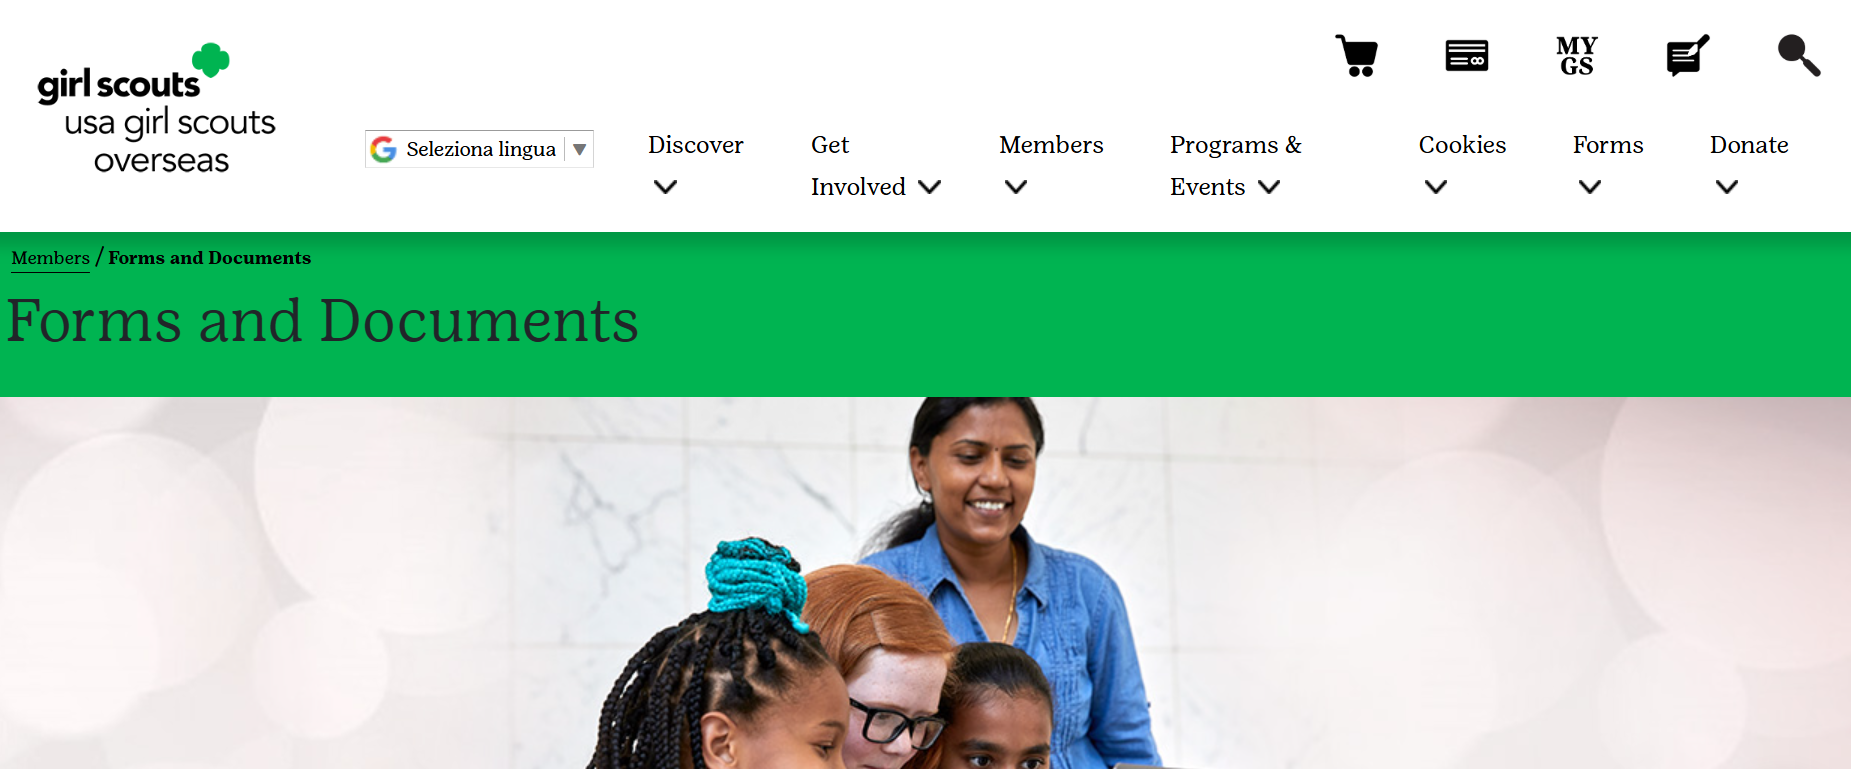 girl scouts
usa girl scouts
overseas
MY
GS
Seleziona lingua
Discover
Get
Involved
Members
Programs &
Events
Cookies
Forms
Donate
Members / Forms and Documents
Forms and Documents